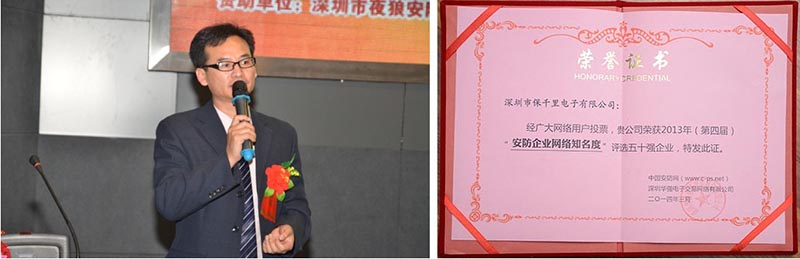 赞助单位：深圳市夜狼安防
荣誉证书
HONORARY CREDENTIAL
深圳市保千里电子有限公司：
经广大网络用户投票，贵公司荣获2013年（第四届）
“安防企业网络知名度”评选五十强企业，特发此证。
中国安防网（www.c-ps.net）
深圳华强电子交易网络有限公司
二〇一四年三月